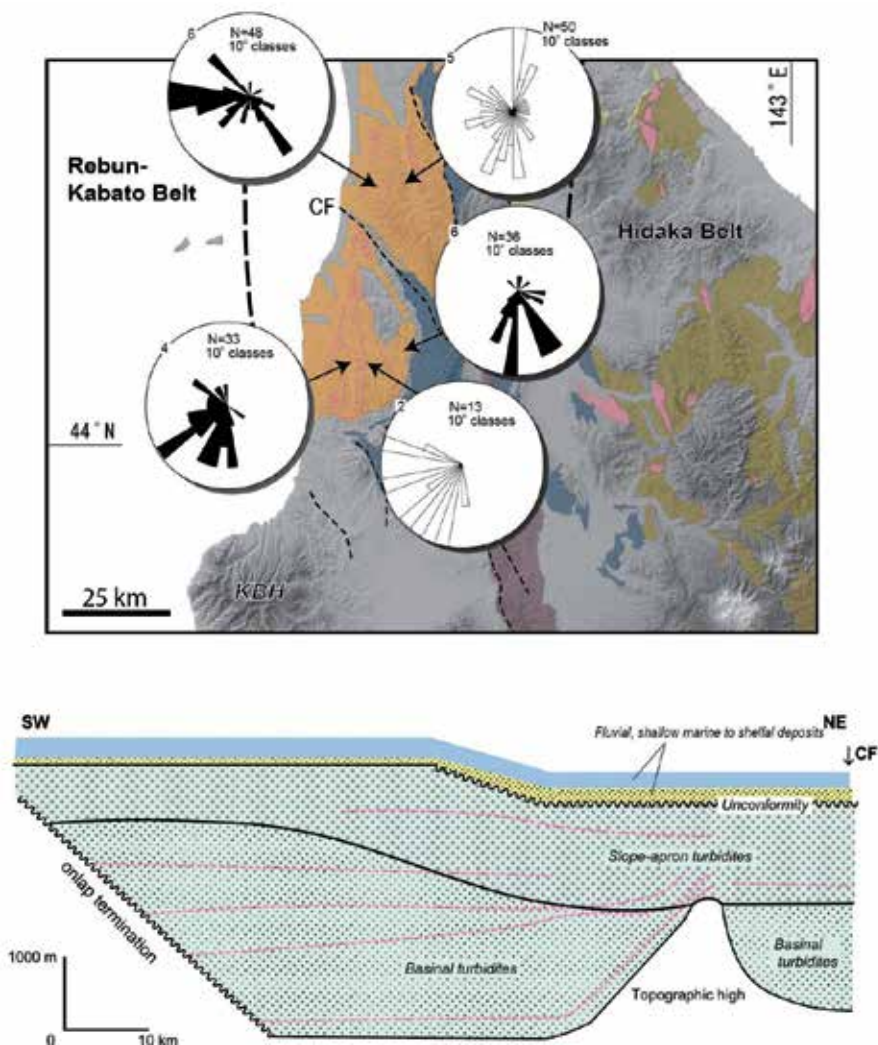 6
N=48
10° classes
5
N=50
10° classes
143°E
Rebun-
Kabato Belt
CF
6
N=36
10° classes
Hidaka Belt
4
N=33
10° classes
2
N=13
10° classes
44°N
KBH
25 km
SW
NE
Fluvial, shallow marine to shelfal deposits
↓CF
Unconformity
Slope-apron turbidites
onlap termination
1000 m
Basinal turbidites
Basinal
turbidites
Topographic high
0
10 km